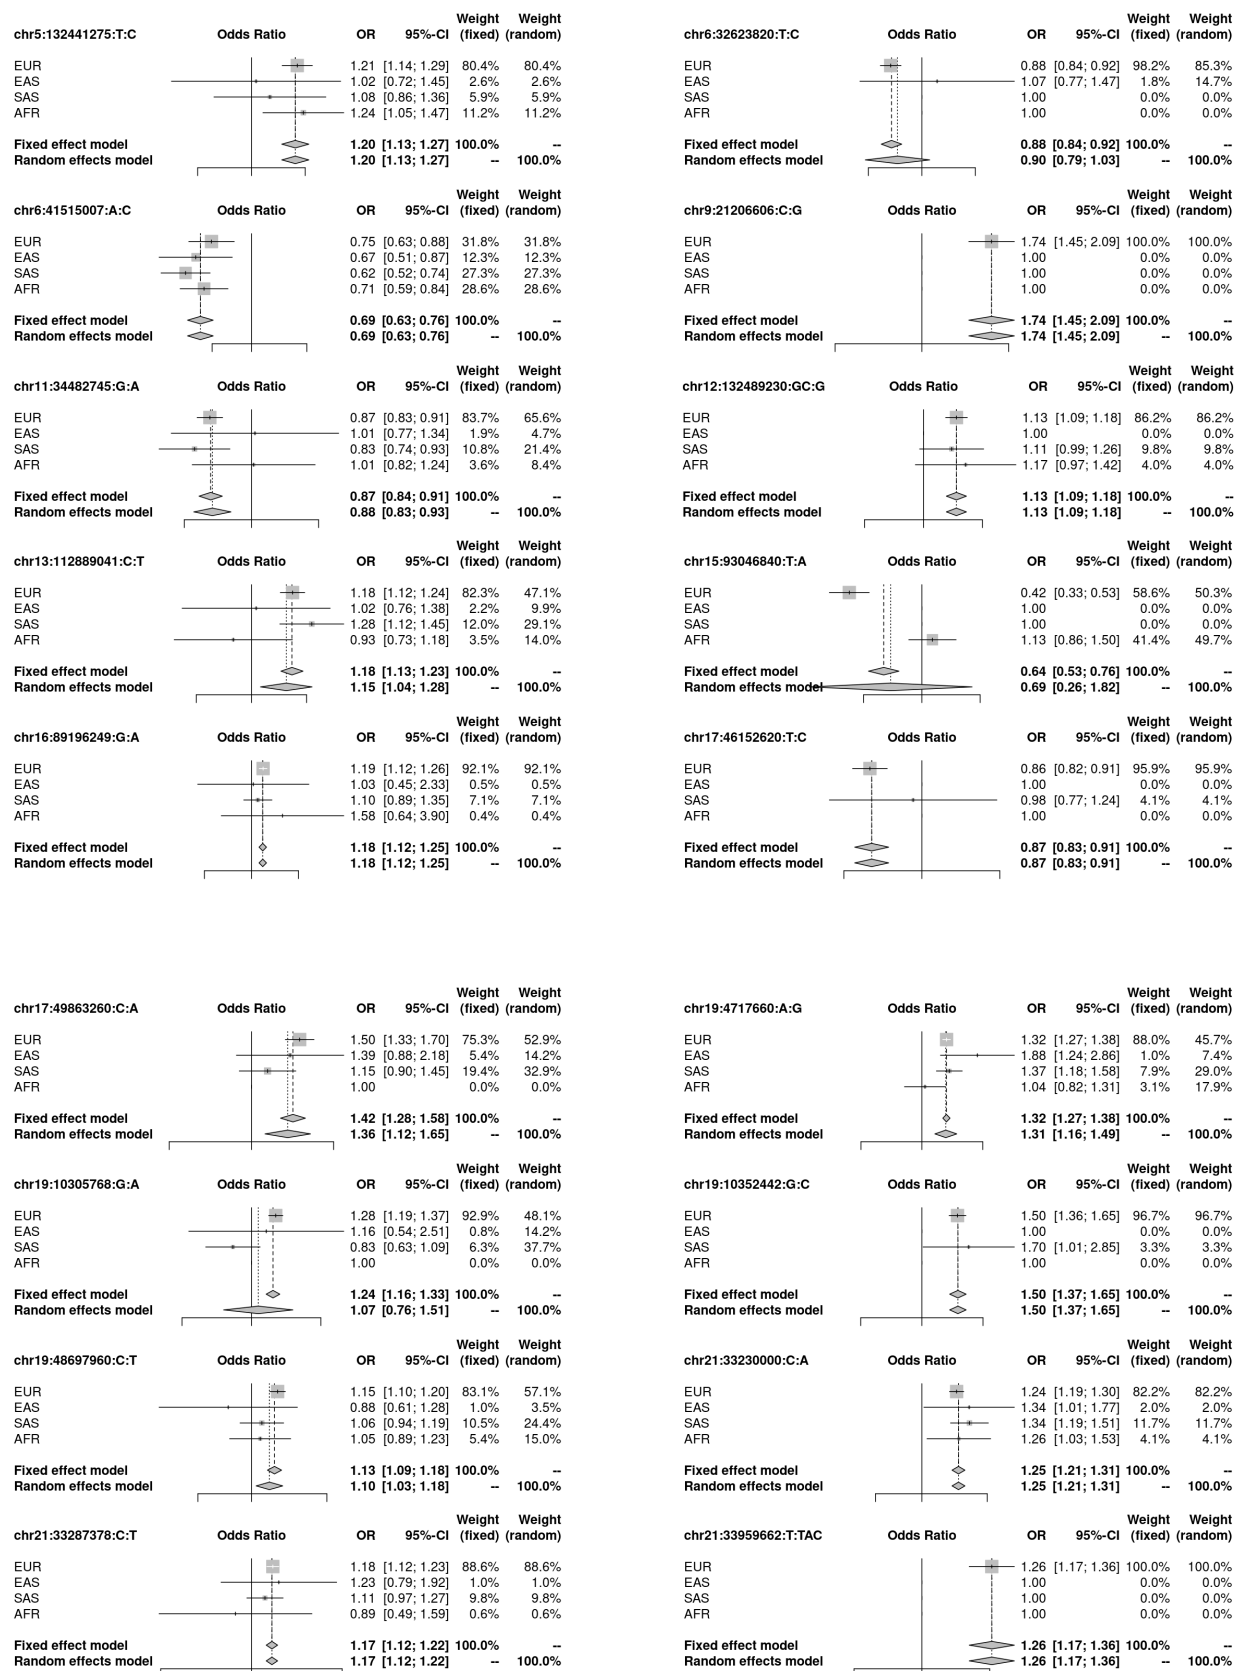 Weight Weight
chr5:132441275:T:C Odds Ratio OR 95%-CI (fixed) (random)
EUR 1.21 [1.14; 1.29] 80.4% 80.4%
EAS 1.02 [0.72; 1.45] 2.6% 2.6%
SAS 1.08 [0.86; 1.36] 5.9% 5.9%
AFR 1.24 [1.05; 1.47] 11.2% 11.2%
Fixed effect model 1.20 [1.13; 1.27] 100.0% --
Random effects model 1.20 [1.13; 1.27] -- 100.0%
Weight Weight
chr6:32623820:T:C Odds Ratio OR 95%-CI (fixed) (random)
EUR 0.88 [0.84; 0.92] 98.2% 85.3%
EAS 1.07 [0.77; 1.47] 1.8% 14.7%
SAS 1.00 0.0% 0.0%
AFR 1.00 0.0% 0.0%
Fixed effect model 0.88 [0.84; 0.92] 100.0% --
Random effects model 0.90 [0.79; 1.03] -- 100.0%
Weight Weight
chr6:41515007:A:C Odds Ratio OR 95%-CI (fixed) (random)
EUR 0.75 [0.63; 0.88] 31.8% 31.8%
EAS 0.67 [0.51; 0.87] 12.3% 12.3%
SAS 0.62 [0.52; 0.74] 27.3% 27.3%
AFR 0.71 [0.59; 0.84] 28.6% 28.6%
Fixed effect model 0.69 [0.63; 0.76] 100.0% --
Random effects model 0.69 [0.63; 0.76] -- 100.0%
Weight Weight
chr9:21206606:C:G Odds Ratio OR 95%-CI (fixed) (random)
EUR 1.74 [1.45; 2.09] 100.0% 100.0%
EAS 1.00 0.0% 0.0%
SAS 1.00 0.0% 0.0%
AFR 1.00 0.0% 0.0%
Fixed effect model 1.74 [1.45; 2.09] 100.0% --
Random effects model 1.74 [1.45; 2.09] -- 100.0%
Weight Weight
chr11:34482745:G:A Odds Ratio OR 95%-CI (fixed) (random)
EUR 0.87 [0.83; 0.91] 83.7% 65.6%
EAS 1.01 [0.77; 1.34] 1.9% 4.7%
SAS 0.83 [0.74; 0.93] 10.8% 21.4%
AFR 1.01 [0.82; 1.24] 3.6% 8.4%
Fixed effect model 0.87 [0.84; 0.91] 100.0% --
Random effects model 0.88 [0.83; 0.93] -- 100.0%
Weight Weight
chr12:132489230:GC:G Odds Ratio OR 95%-CI (fixed) (random)
EUR 1.13 [1.09; 1.18] 86.2% 86.2%
EAS 1.00 0.0% 0.0%
SAS 1.11 [0.99; 1.26] 9.8% 9.8%
AFR 1.17 [0.97; 1.42] 4.0% 4.0%
Fixed effect model 1.13 [1.09; 1.18] 100.0% --
Random effects model 1.13 [1.09; 1.18] -- 100.0%
Weight Weight
chr13:112889041:C:T Odds Ratio OR 95%-CI (fixed) (random)
EUR 1.18 [1.12; 1.24] 82.3% 47.1%
EAS 1.02 [0.76; 1.38] 2.2% 9.9%
SAS 1.28 [1.12; 1.45] 12.0% 29.1%
AFR 0.93 [0.73; 1.18] 3.5% 14.0%
Fixed effect model 1.18 [1.13; 1.23] 100.0% --
Random effects model 1.15 [1.04; 1.28] -- 100.0%
Weight Weight
chr15:93046840:T:A Odds Ratio OR 95%-CI (fixed) (random)
EUR 0.42 [0.33; 0.53] 58.6% 50.3%
EAS 1.00 0.0% 0.0%
SAS 1.00 0.0% 0.0%
AFR 1.13 [0.86; 1.50] 41.4% 49.7%
Fixed effect model 0.64 [0.53; 0.76] 100.0% --
Random effects model 0.69 [0.26; 1.82] -- 100.0%
Weight Weight
chr16:89196249:G:A Odds Ratio OR 95%-CI (fixed) (random)
EUR 1.19 [1.12; 1.26] 92.1% 92.1%
EAS 1.03 [0.45; 2.33] 0.5% 0.5%
SAS 1.10 [0.89; 1.35] 7.1% 7.1%
AFR 1.58 [0.64; 3.90] 0.4% 0.4%
Fixed effect model 1.18 [1.12; 1.25] 100.0% --
Random effects model 1.18 [1.12; 1.25] -- 100.0%
Weight Weight
chr17:46152620:T:C Odds Ratio OR 95%-CI (fixed) (random)
EUR 0.86 [0.82; 0.91] 95.9% 95.9%
EAS 1.00 0.0% 0.0%
SAS 0.98 [0.77; 1.24] 4.1% 4.1%
AFR 1.00 0.0% 0.0%
Fixed effect model 0.87 [0.83; 0.91] 100.0% --
Random effects model 0.87 [0.83; 0.91] -- 100.0%
Weight Weight
chr17:49863260:C:A Odds Ratio OR 95%-CI (fixed) (random)
EUR 1.50 [1.33; 1.70] 75.3% 52.9%
EAS 1.39 [0.88; 2.18] 5.4% 14.2%
SAS 1.15 [0.90; 1.45] 19.4% 32.9%
AFR 1.00 0.0% 0.0%
Fixed effect model 1.42 [1.28; 1.58] 100.0% --
Random effects model 1.36 [1.12; 1.65] -- 100.0%
Weight Weight
chr19:4717660:A:G Odds Ratio OR 95%-CI (fixed) (random)
EUR 1.32 [1.27; 1.38] 88.0% 45.7%
EAS 1.88 [1.24; 2.86] 1.0% 7.4%
SAS 1.37 [1.18; 1.58] 7.9% 29.0%
AFR 1.04 [0.82; 1.31] 3.1% 17.9%
Fixed effect model 1.32 [1.27; 1.38] 100.0% --
Random effects model 1.31 [1.16; 1.49] -- 100.0%
Weight Weight
chr19:10305768:G:A Odds Ratio OR 95%-CI (fixed) (random)
EUR 1.28 [1.19; 1.37] 92.9% 48.1%
EAS 1.16 [0.54; 2.51] 0.8% 14.2%
SAS 0.83 [0.63; 1.09] 6.3% 37.7%
AFR 1.00 0.0% 0.0%
Fixed effect model 1.24 [1.16; 1.33] 100.0% --
Random effects model 1.07 [0.76; 1.51] -- 100.0%
Weight Weight
chr19:10352442:G:C Odds Ratio OR 95%-CI (fixed) (random)
EUR 1.50 [1.36; 1.65] 96.7% 96.7%
EAS 1.00 0.0% 0.0%
SAS 1.70 [1.01; 2.85] 3.3% 3.3%
AFR 1.00 0.0% 0.0%
Fixed effect model 1.50 [1.37; 1.65] 100.0% --
Random effects model 1.50 [1.37; 1.65] -- 100.0%
Weight Weight
chr19:48697960:C:T Odds Ratio OR 95%-CI (fixed) (random)
EUR 1.15 [1.10; 1.20] 83.1% 57.1%
EAS 0.88 [0.61; 1.28] 1.0% 3.5%
SAS 1.06 [0.94; 1.19] 10.5% 24.4%
AFR 1.05 [0.89; 1.23] 5.4% 15.0%
Fixed effect model 1.13 [1.09; 1.18] 100.0% --
Random effects model 1.10 [1.03; 1.18] -- 100.0%
Weight Weight
chr21:33230000:C:A Odds Ratio OR 95%-CI (fixed) (random)
EUR 1.24 [1.19; 1.30] 82.2% 82.2%
EAS 1.34 [1.01; 1.77] 2.0% 2.0%
SAS 1.34 [1.19; 1.51] 11.7% 11.7%
AFR 1.26 [1.03; 1.53] 4.1% 4.1%
Fixed effect model 1.25 [1.21; 1.31] 100.0% --
Random effects model 1.25 [1.21; 1.31] -- 100.0%
Weight Weight
chr21:33287378:C:T Odds Ratio OR 95%-CI (fixed) (random)
EUR 1.18 [1.12; 1.23] 88.6% 88.6%
EAS 1.23 [0.79; 1.92] 1.0% 1.0%
SAS 1.11 [0.97; 1.27] 9.8% 9.8%
AFR 0.89 [0.49; 1.59] 0.6% 0.6%
Fixed effect model 1.17 [1.12; 1.22] 100.0% --
Random effects model 1.17 [1.12; 1.22] -- 100.0%
Weight Weight
chr21:33959662:T:TAC Odds Ratio OR 95%-CI (fixed) (random)
EUR 1.26 [1.17; 1.36] 100.0% 100.0%
EAS 1.00 0.0% 0.0%
SAS 1.00 0.0% 0.0%
AFR 1.00 0.0% 0.0%
Fixed effect model 1.26 [1.17; 1.36] 100.0% --
Random effects model 1.26 [1.17; 1.36] -- 100.0%